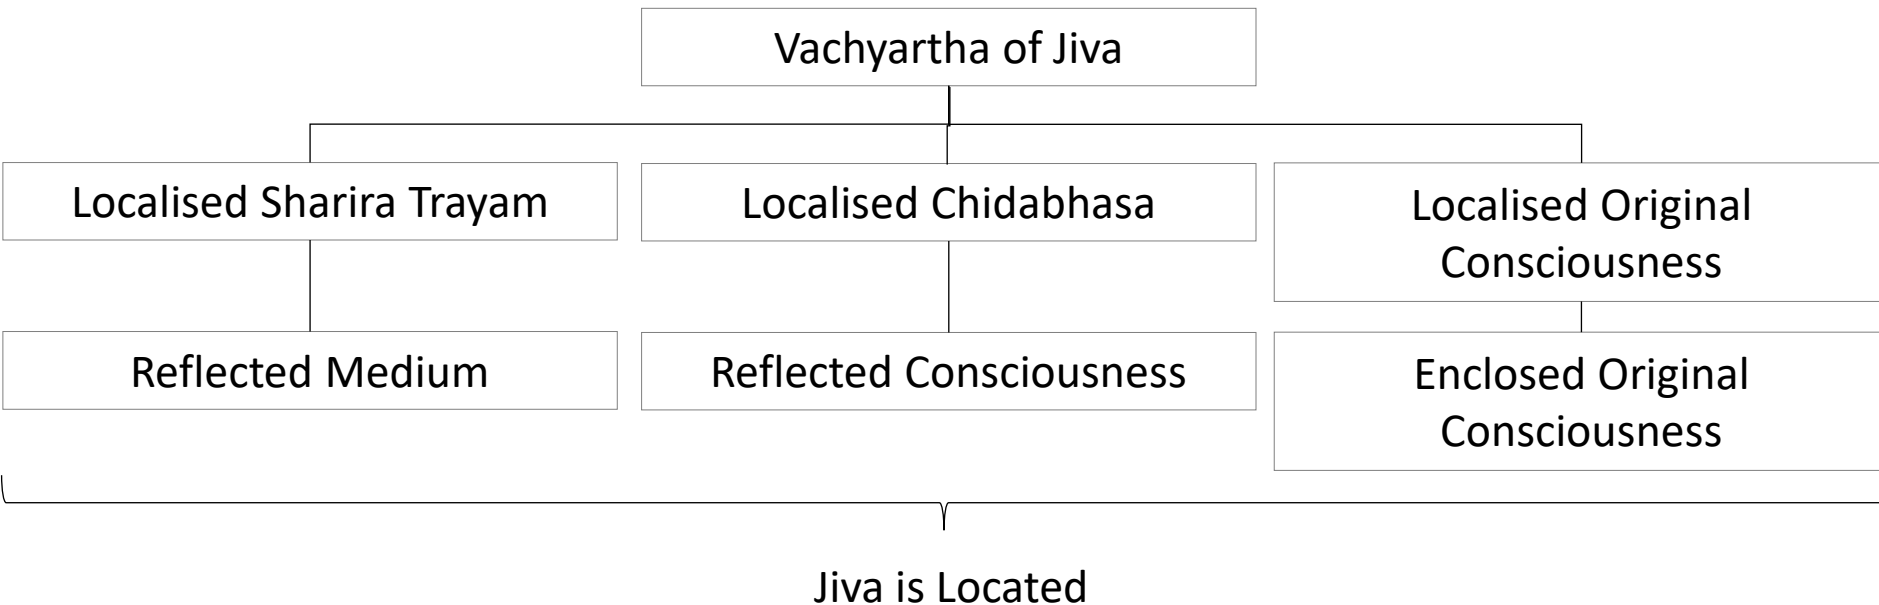 Vachyartha of Jiva
Localised Sharira Trayam
Localised Chidabhasa
Localised Original
Consciousness
Reflected Medium
Reflected Consciousness
Enclosed Original
Consciousness
Jiva is Located